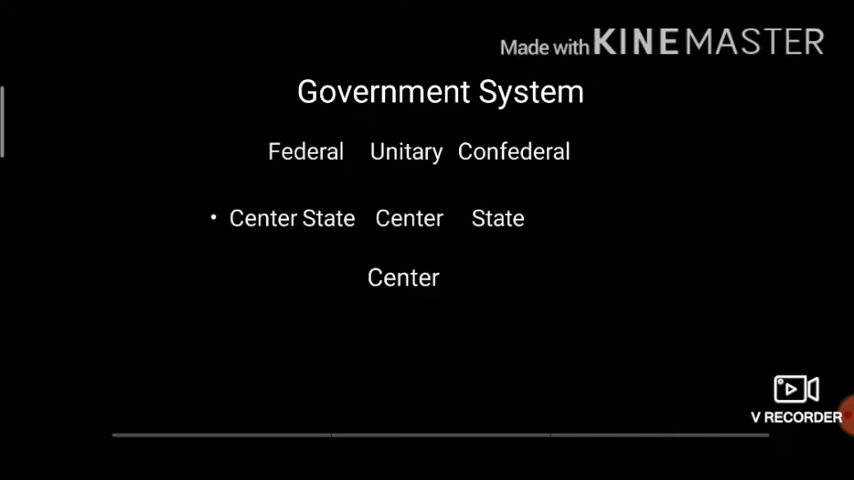 Made with KINEMASTER
Government System
Federal Unitary Confederal
• Center State Center State
Center
V RECORDER